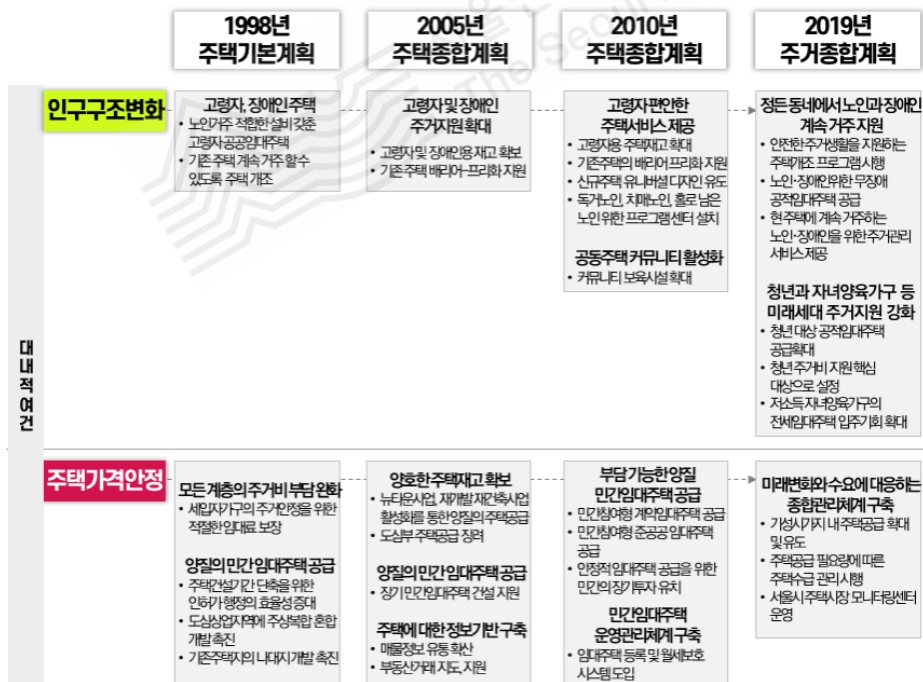 1998년
주택기본계획
2005년
주택종합계획
2010년
주택종합계획
2019년
주거종합계획
대내적 여건
인구구조변화
고령자, 장애인 주택
• 노인거주 적합한 설비 갖춘
고령자 공공임대주택
• 기존 주택 계속 거주 할 수
있도록 주택 개조
고령자 및 장애인
주거지원 확대
• 고령자 및 장애인용 재고 확보
• 기존주택 배리어-프리화 지원
고령자 편안한
주택서비스 제공
• 고령자용 주택재고 확대
• 기존주택의 배리어 프리화 지원
• 신규주택 유니버셜 디자인 유도
• 독거노인, 치매노인, 홀로 남은
노인 위한 프로그램 센터 설치
공동주택 커뮤니티 활성화
• 커뮤니티 보육시설 확대
정든 동네에서 노인과 장애인
계속 거주 지원
• 안전한 주거생활을 지원하는
주택개조 프로그램 시행
• 노인·장애인위한 무장애
공적임대주택 공급
• 현 주택에 계속 거주하는
노인·장애인을 위한 주거관리
서비스 제공
청년과 자녀양육가구 등
미래세대 주거지원 강화
• 청년 대상 공적임대주택
공급확대
• 청년 주거비 지원 핵심
대상으로 설정
• 저소득 자녀양육가구의
전세임대주택 입주기회 확대
주택가격안정
모든 계층의 주거비 부담 완화
• 세입자가구의 주거안정을 위한
적절한 임대료 보장
양질의 민간 임대주택 공급
• 주택건설기간 단축을 위한
인허가 행정의 효율성 증대
• 도심상업지역에 주상복합 혼합
개발 촉진
• 기존주택지의 나대지 개발 촉진
양호한 주택재고 확보
• 뉴타운사업, 재개발 재건축사업
활성화를 통한 양질의 주택공급
• 도심부 주택공급 장려
양질의 민간 임대주택 공급
• 장기 민간임대주택 건설 지원
주택에 대한 정보기반 구축
• 매물정보 유통 확산
• 부동산거래 지도, 지원
부담 가능한 양질
민간임대주택 공급
• 민간참여형 계약임대주택 공급
• 민간참여형 준공공 임대주택
공급
• 안정적 임대주택 공급을 위한
민간의 장기투자 유치
민간임대주택
운영관리체계 구축
• 임대주택 등록 및 월세보호
시스템 도입
미래변화와 수요에 대응하는
종합관리체계 구축
• 기성시가지 내 주택공급 확대
및 유도
• 주택공급 필요량에 따른
주택수급 관리 시행
• 서울시 주택시장 모니터링센터
운영